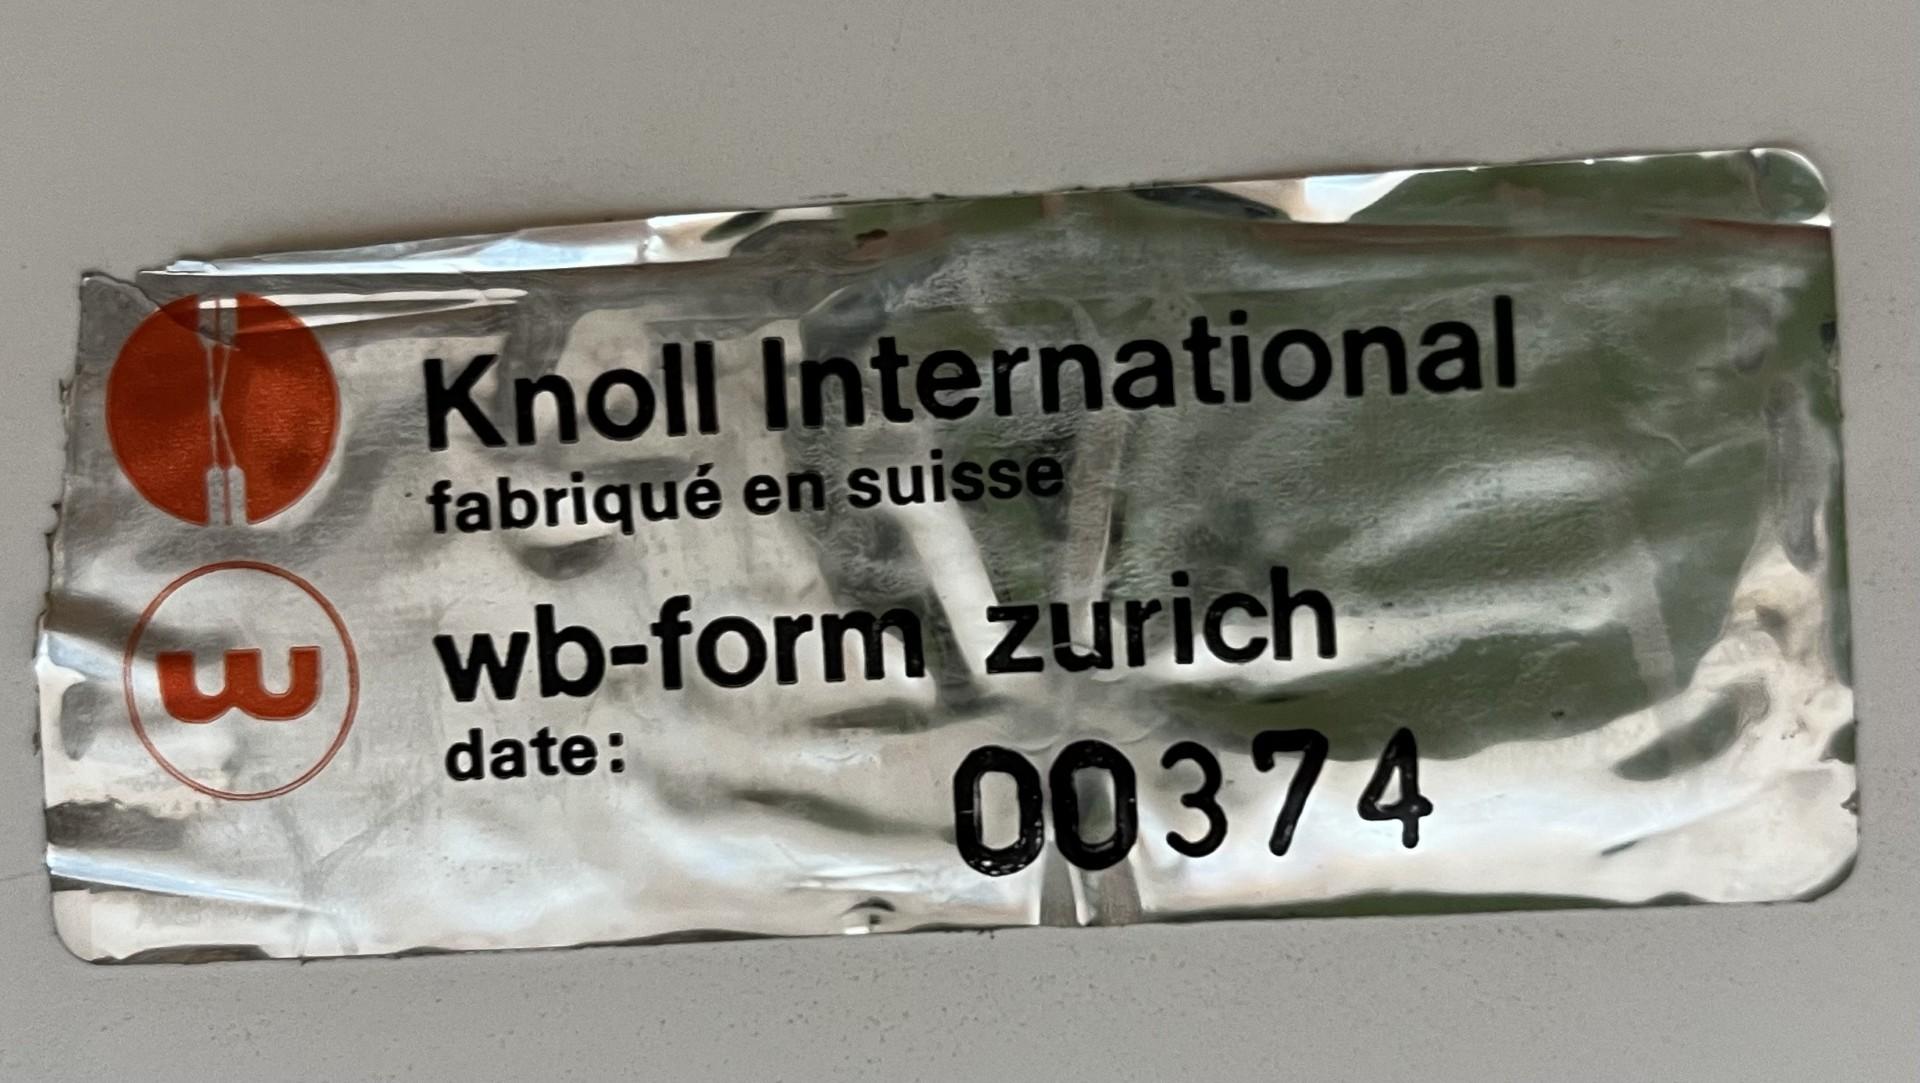 Knoll International
fabriqué en suisse
wb-form zurich
date:
00374